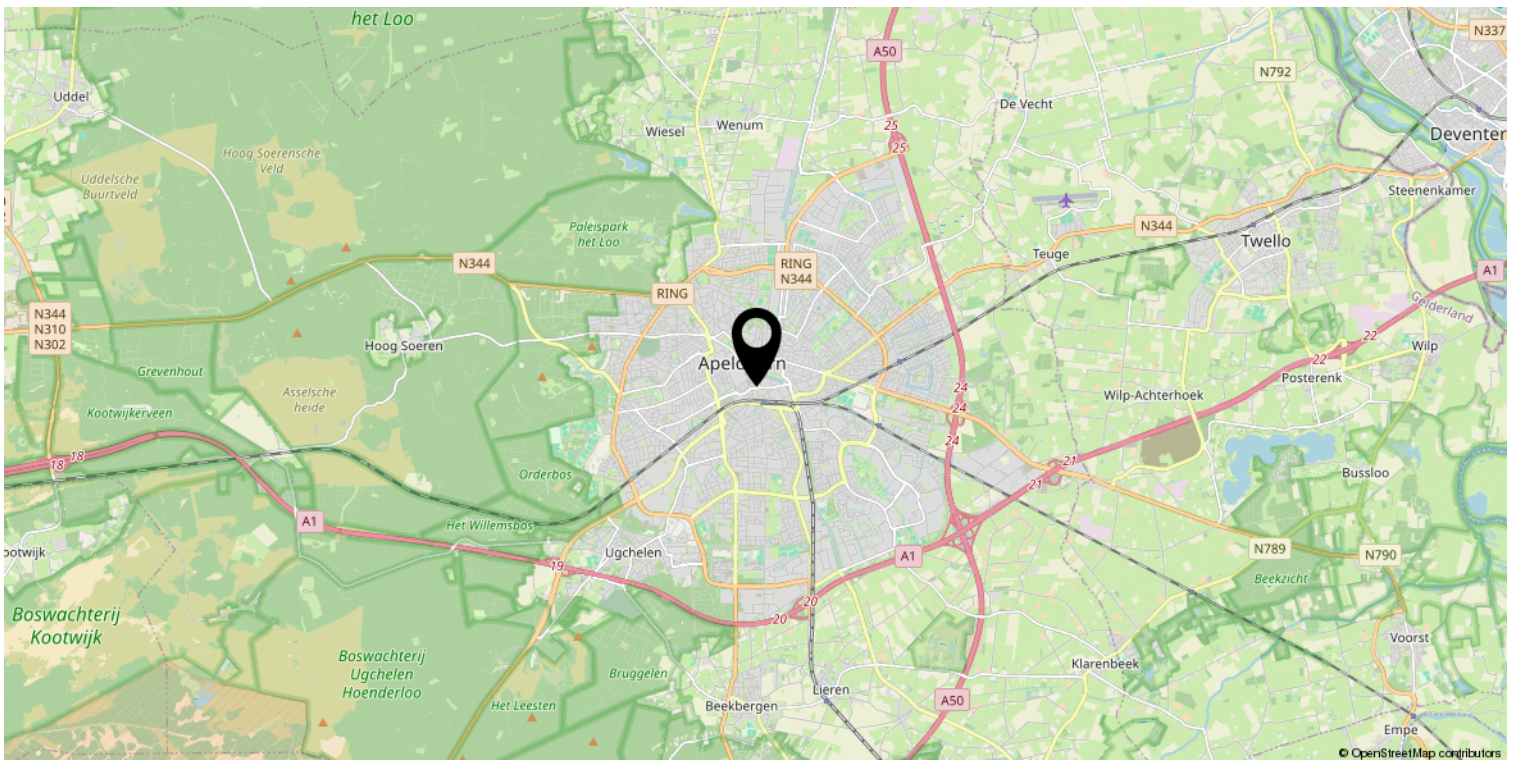 het Loo
N337
A50
N792
Uddel
De Vecht
Wiesel
Wenum
25
25
Deventer
Hoog Soerensche
Veld
Uddelsche
Buurtveld
Steenenkamer
Paleispark
het Loo
N344
Twello
Teuge
N344
RING
N344
A1
RING
Gelderland
N344
N310
N302
Hoog Soeren
22
22
Wilp
Grevenhout
Posterenk
Asselsche
heide
Kootwijkerveen
24
24
24
Wilp-Achterhoek
18
18
21
21
Orderbos
Bussloo
A1
Het Willemsbos
Ugchelen
19
A1
N789
N790
Beekzicht
20
20
Boswachterij
Kootwijk
Voorst
Boswachterij
Ugchelen
Hoenderloo
Klarenbeek
Bruggelen
Lieren
A50
Het Leesten
Beekbergen
Empe
© OpenStreetMap contributors